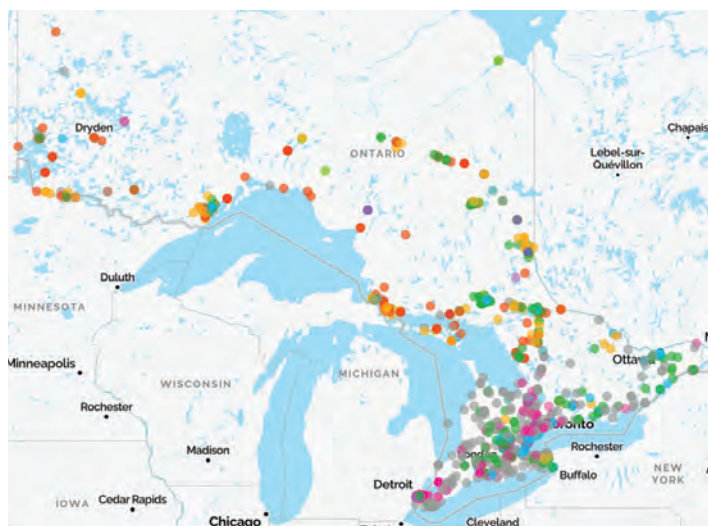 Dryden
ONTARIO
Chapais
Lebel-sur-
Quévillon
Duluth
MINNESOTA
Minneapolis
WISCONSIN
MICHIGAN
Ottawa
Rochester
Madison
London
Toronto
Rochester
Detroit
Buffalo
NEW
YORK
IOWA
Cedar Rapids
Chicago
Cleveland